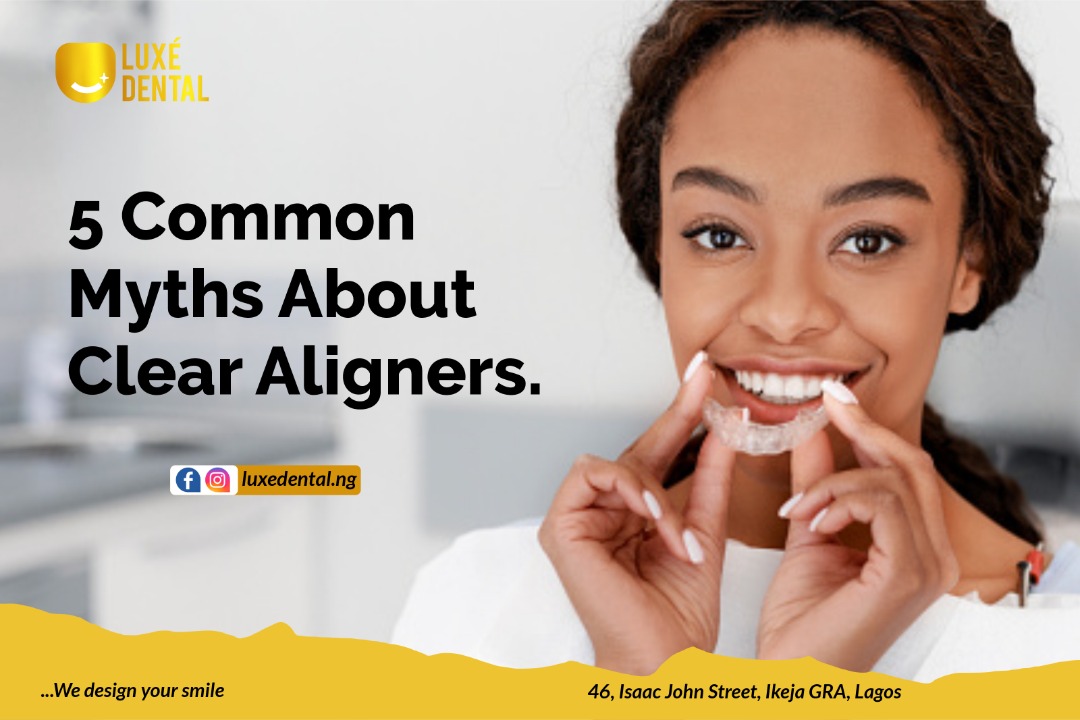 LUXÉ
DENTAL
5 Common
Myths About
Clear Aligners.
luxedental.ng
...We design your smile
46, Isaac John Street, Ikeja GRA, Lagos